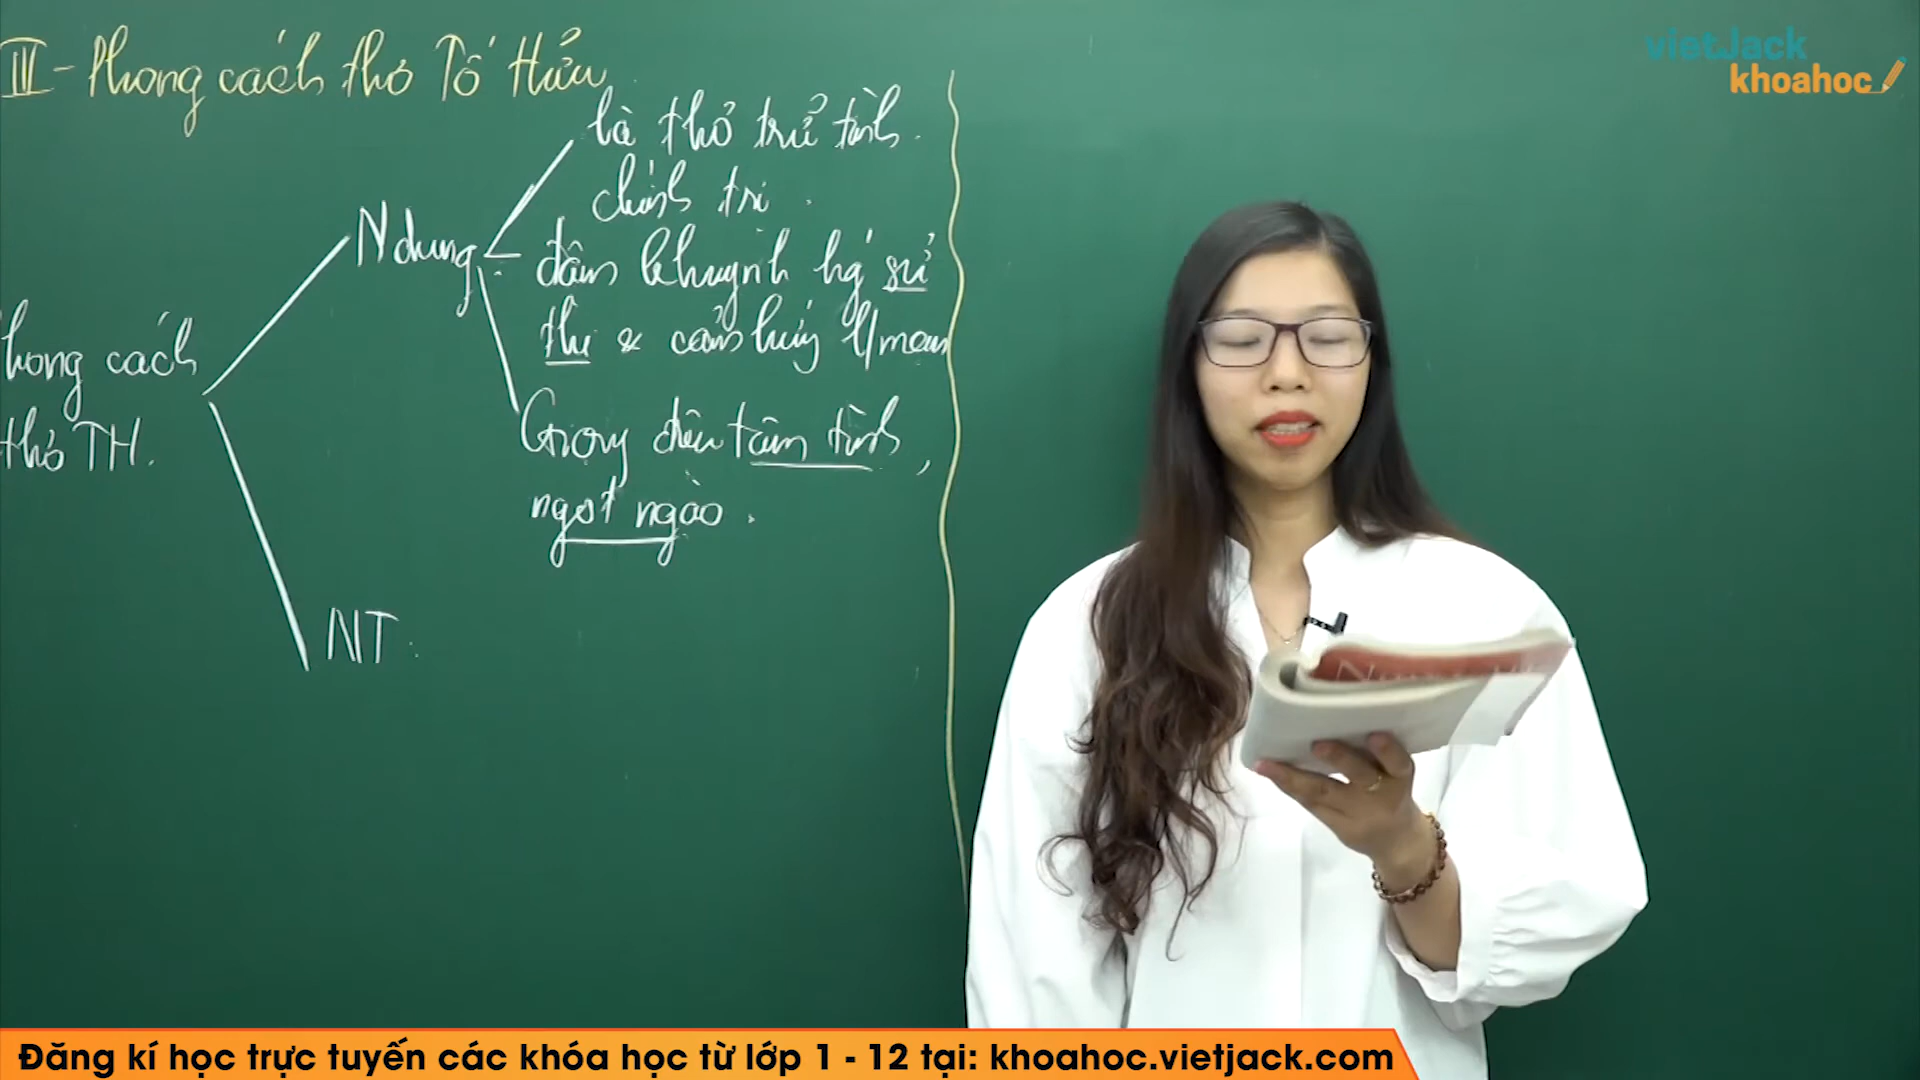 III - Phong cách thơ Tố Hữu
là thơ trữ tình
chính trị.
Ndung
đậm khuynh hg sử
thi & cảm hứng l/mạn
hong cách
thơ TH.
Giọng điệu tâm tình,
ngọt ngào.
NT:
vietJack
khoahoc
Đăng kí học trực tuyến các khóa học từ lớp 1 - 12 tại: khoahoc.vietjack.com